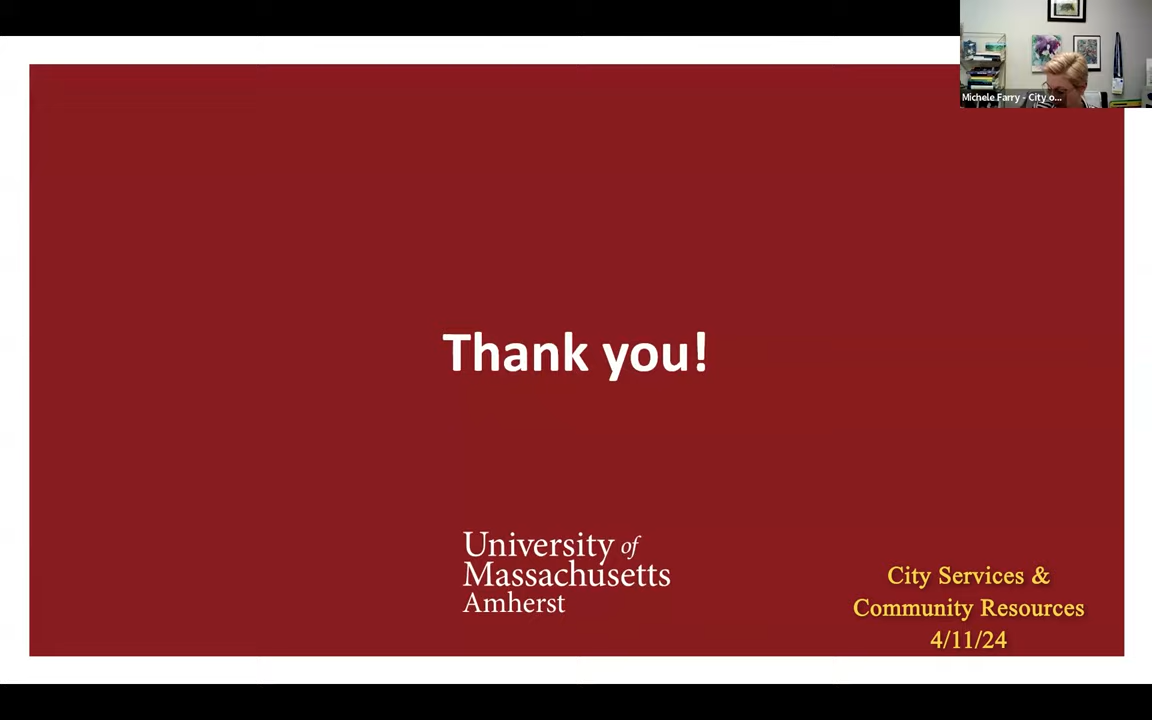 Michele Farry - City o...
Thank you!
University of
Massachusetts
Amherst
City Services &
Community Resources
4/11/24